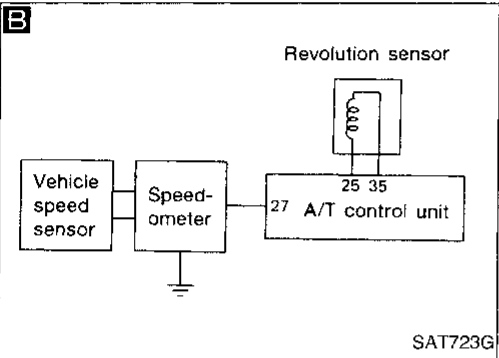 B
Revolution sensor
25 35
Vehicle
speed
sensor
Speed-
ometer
27 A/T control unit
SAT723G